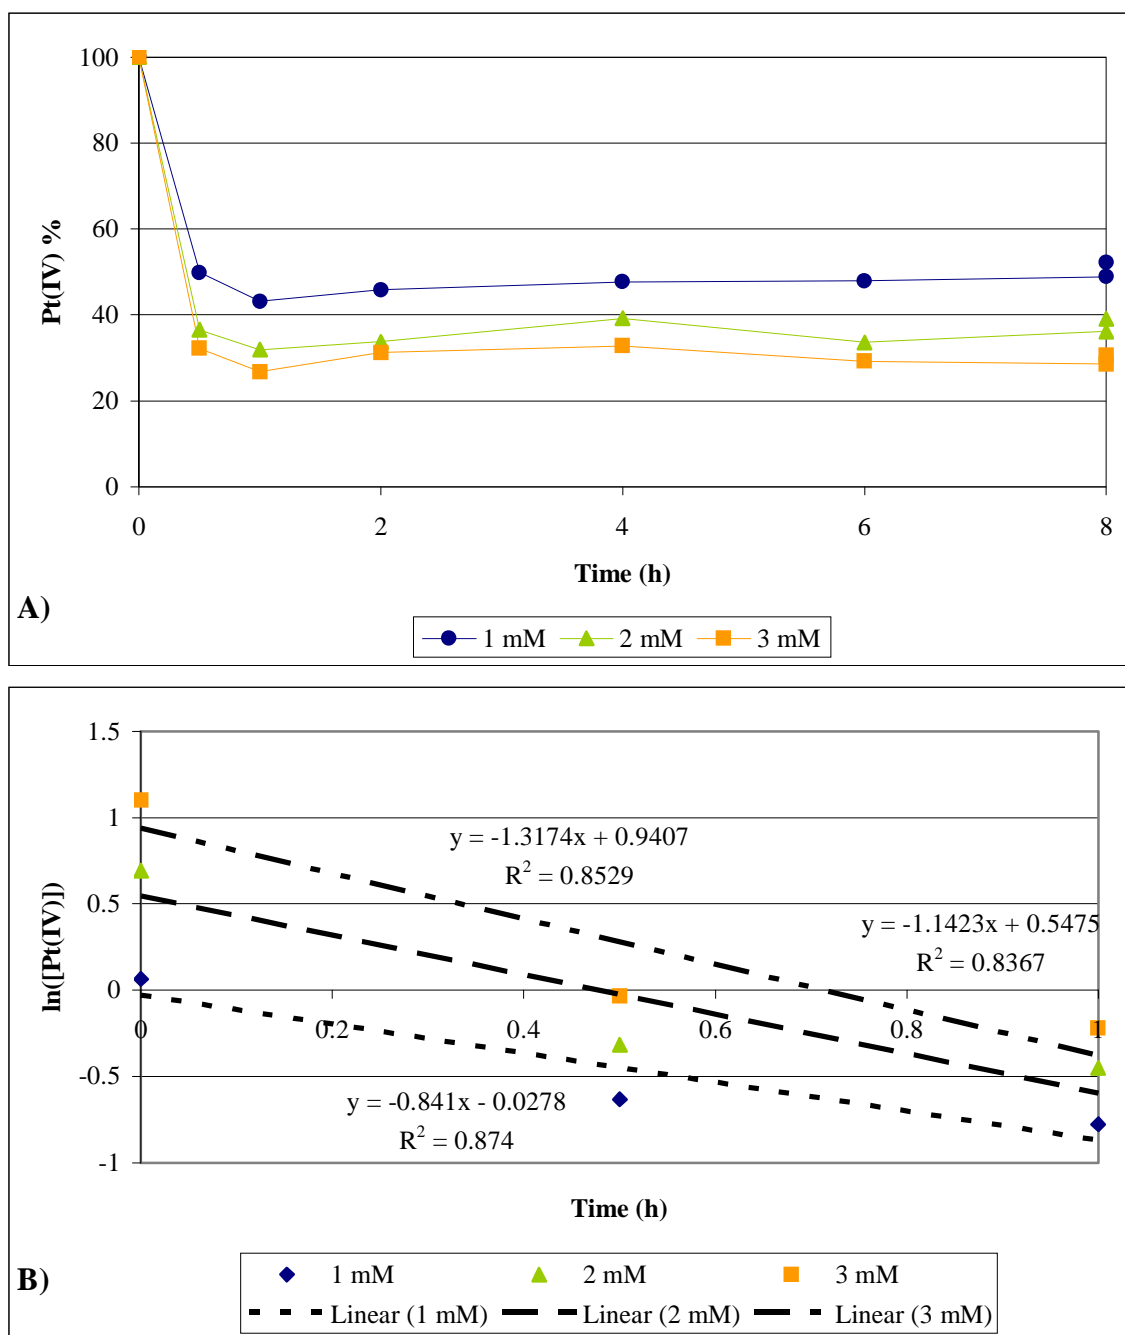 100
80
60
40
20
0
Pt(IV) %
0 2 4 6 8
Time (h)
A)
1 mM 2 mM 3 mM
1.5
1
0.5
0
-0.5
-1
ln([Pt(IV)])
y = -1.3174x + 0.9407
R² = 0.8529
y = -1.1423x + 0.5475
R² = 0.8367
0 0.2 0.4 0.6 0.8 1
y = -0.841x - 0.0278
R² = 0.874
Time (h)
B)
1 mM 2 mM 3 mM
Linear (1 mM) Linear (2 mM) Linear (3 mM)